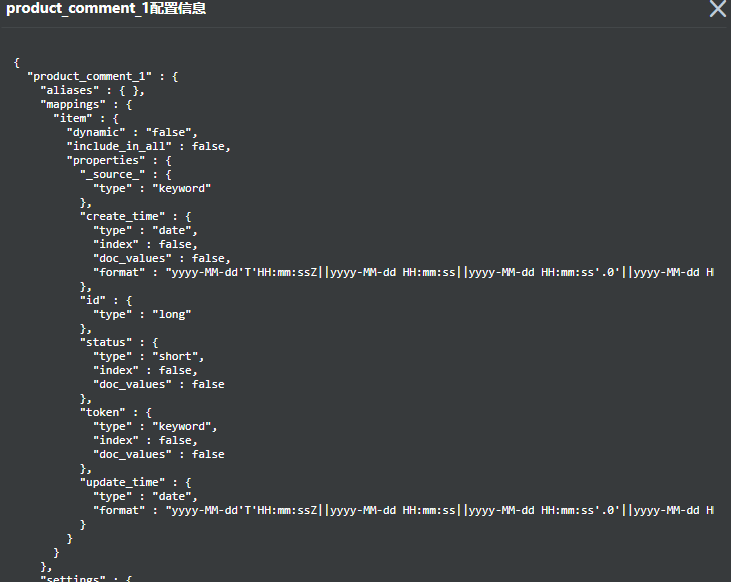 product_comment_1配置信息
{
"product_comment_1" : {
"aliases" : { },
"mappings" : {
"item" : {
"dynamic" : "false",
"include_in_all" : false,
"properties" : {
"_source_" : {
"type" : "keyword"
},
"create_time" : {
"type" : "date",
"index" : false,
"doc_values" : false,
"format" : "yyyy-MM-dd'T'HH:mm:ssZ||yyyy-MM-dd HH:mm:ss||yyyy-MM-dd HH:mm:ss'.0'||yyyy-MM-dd
},
"id" : {
"type" : "long"
},
"status" : {
"type" : "short",
"index" : false,
"doc_values" : false
},
"token" : {
"type" : "keyword",
"index" : false,
"doc_values" : false
},
"update_time" : {
"type" : "date",
"format" : "yyyy-MM-dd'T'HH:mm:ssZ||yyyy-MM-dd HH:mm:ss||yyyy-MM-dd HH:mm:ss'.0'||yyyy-MM-dd
}
}
}
},
"settings" : {